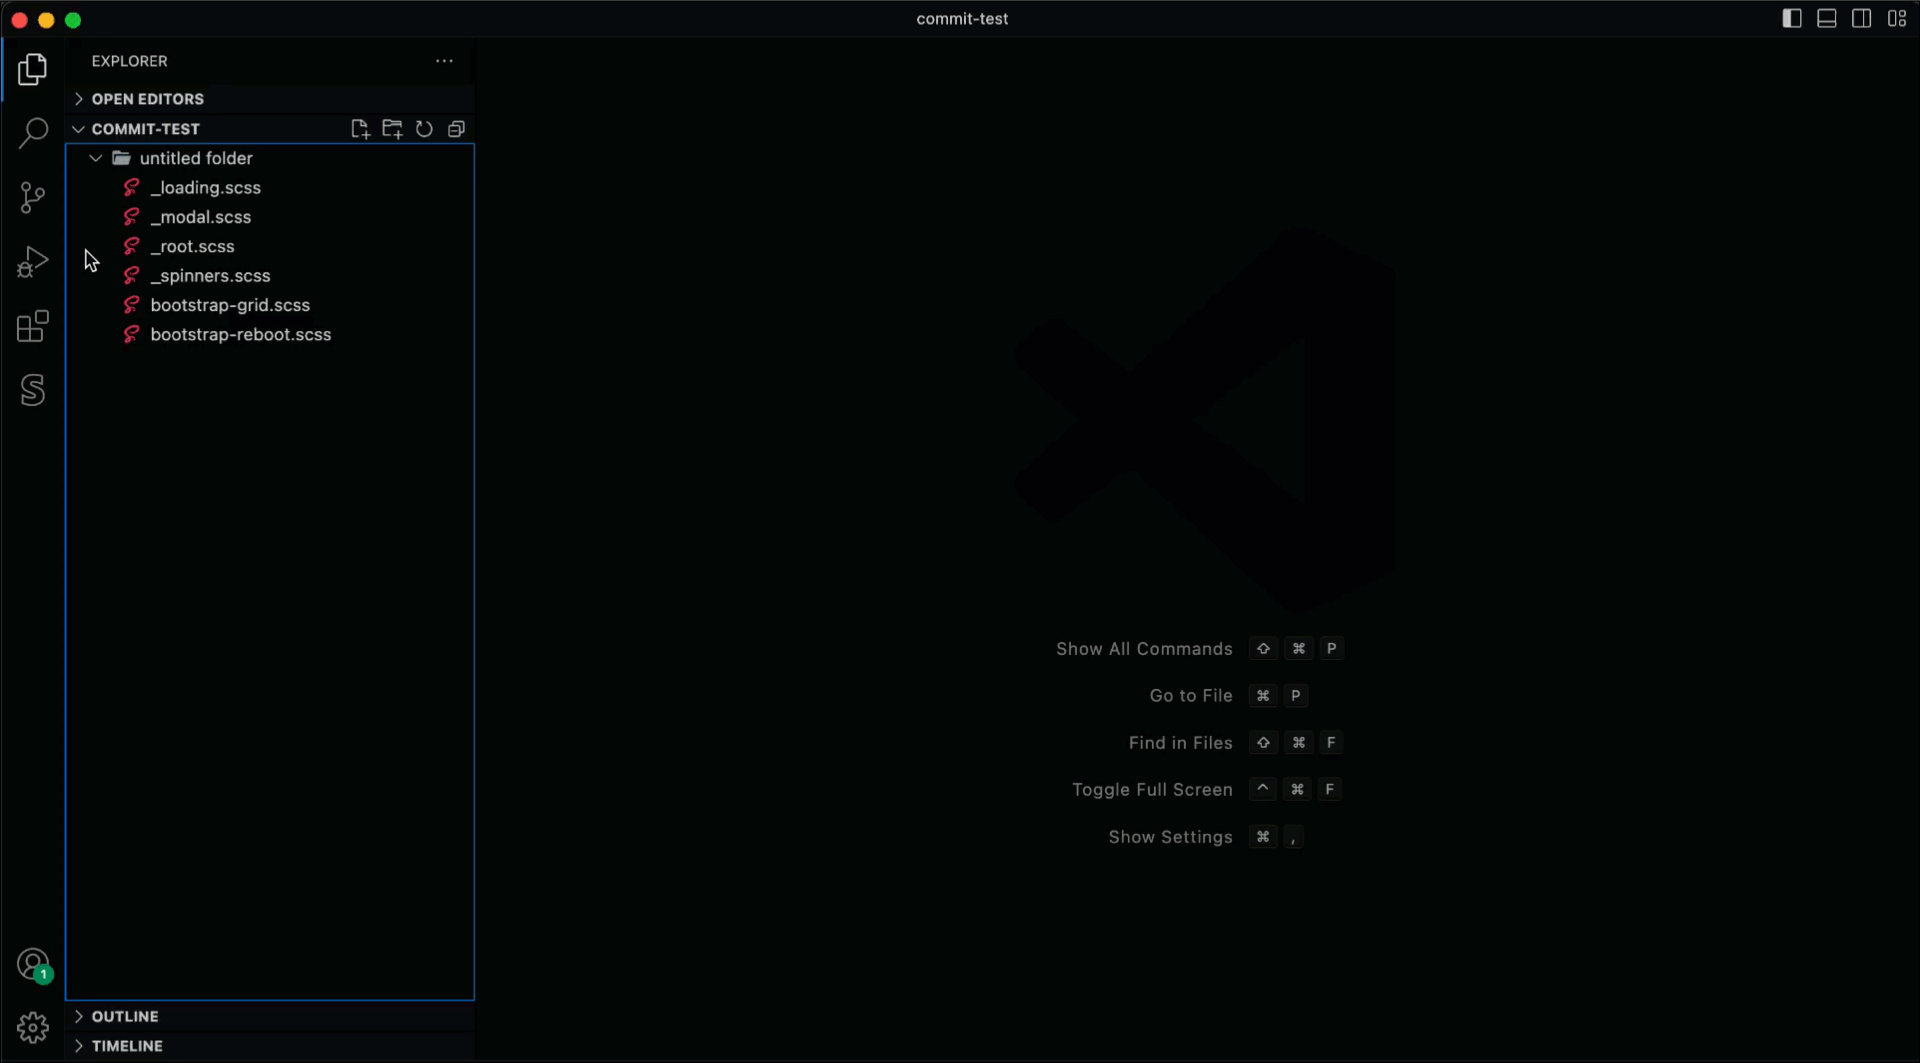 commit-test
EXPLORER
OPEN EDITORS
COMMIT-TEST
untitled folder
_loading.scss
_modal.scss
_root.scss
_spinners.scss
bootstrap-grid.scss
bootstrap-reboot.scss
Show All Commands ⇧ ⌘ P
Go to File ⌘ P
Find in Files ⇧ ⌘ F
Toggle Full Screen ^ ⌘ F
Show Settings ⌘ ,
1
OUTLINE
TIMELINE